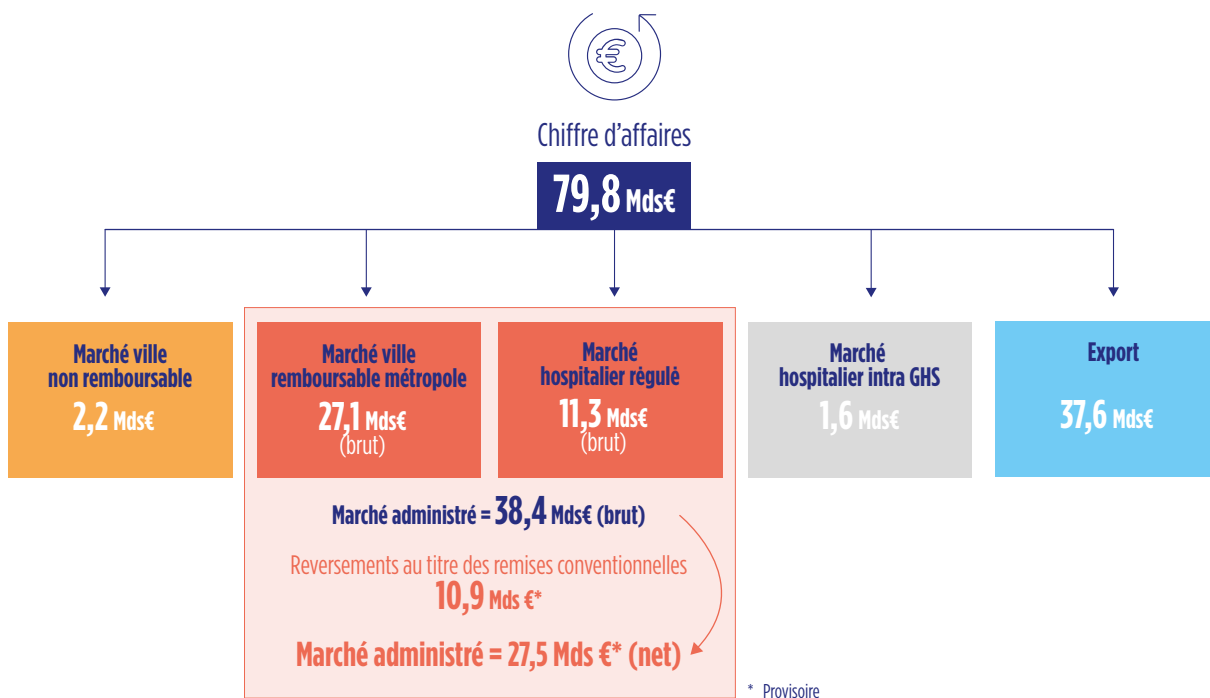 €
Chiffre d'affaires
79,8 Mds€
Marché ville
non remboursable
2,2 Mds€
Marché ville
remboursable métropole
27,1 Mds€
(brut)
Marché
hospitalier régulé
11,3 Mds€
(brut)
Marché
hospitalier intra GHS
1,6 Mds€
Export
37,6 Mds€
Marché administré = 38,4 Mds€ (brut)
Reversements au titre des remises conventionnelles
10,9 Mds €*
Marché administré = 27,5 Mds €* (net)
* Provisoire